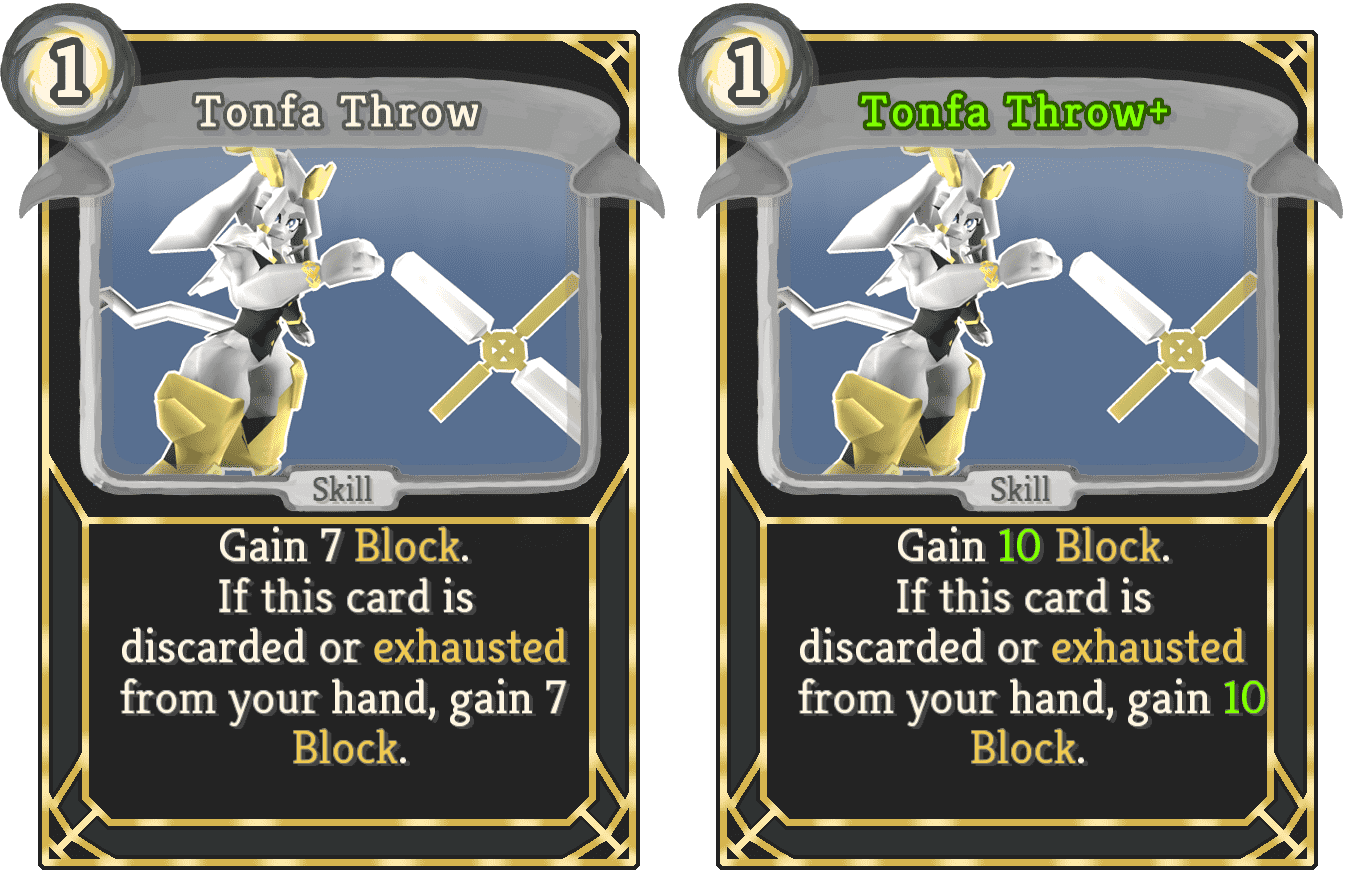 1
Tonfa Throw
Skill
Gain 7 Block.
If this card is
discarded or exhausted
from your hand, gain 7
Block.
1
Tonfa Throw+
Skill
Gain 10 Block.
If this card is
discarded or exhausted
from your hand, gain 10
Block.